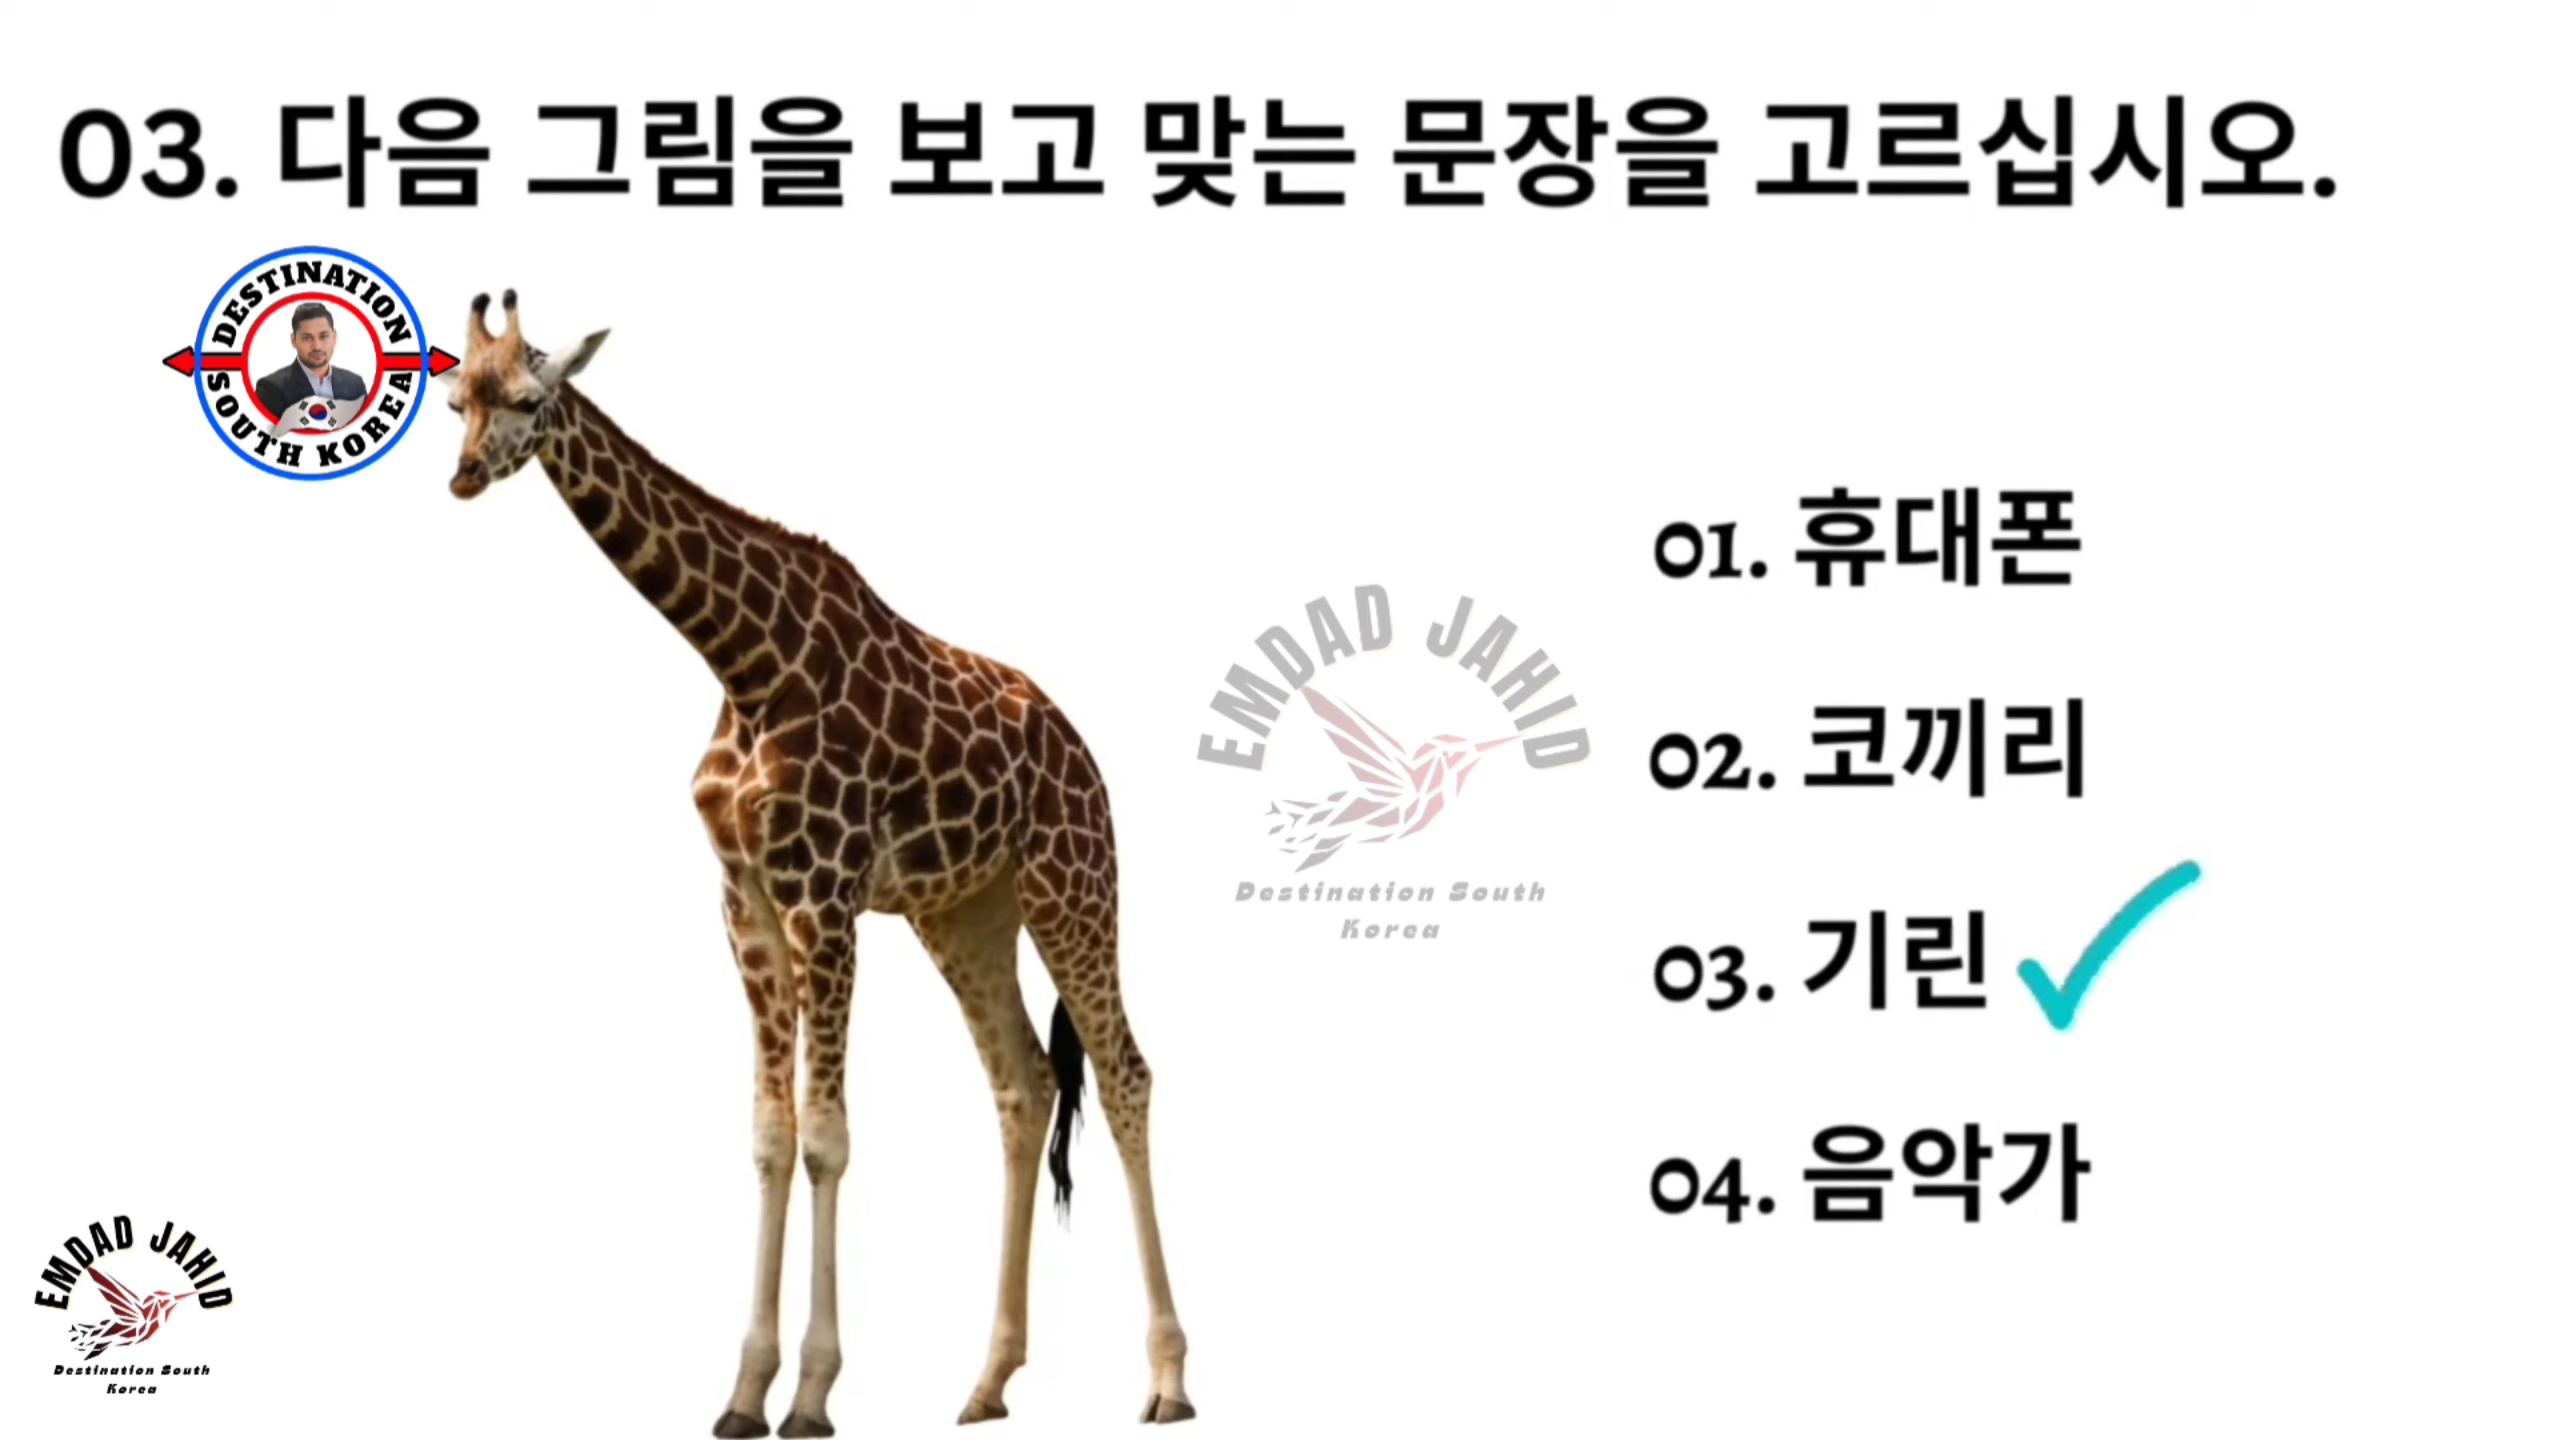 03. 다음 그림을 보고 맞는 문장을 고르십시오.
DESTINATION
SOUTH KOREA
01. 휴대폰
02. 코끼리
03. 기린
04. 음악가
EMDAD JAHID
Destination South
Korea
EMDAD JAHID
Destination South
Korea